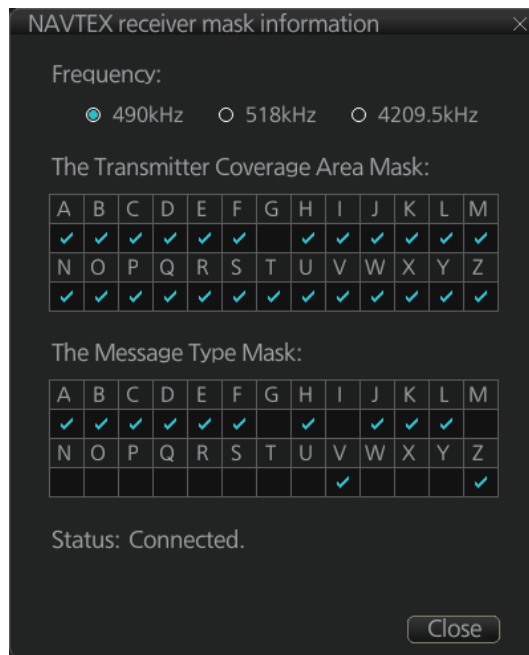 NAVTEX receiver mask information
Frequency:
490kHz 518kHz 4209.5kHz
The Transmitter Coverage Area Mask:
A B C D E F G H I J K L M
N O P Q R S T U V W X Y Z
The Message Type Mask:
A B C D E F G H I J K L M
N O P Q R S T U V W X Y Z
Status: Connected.
Close